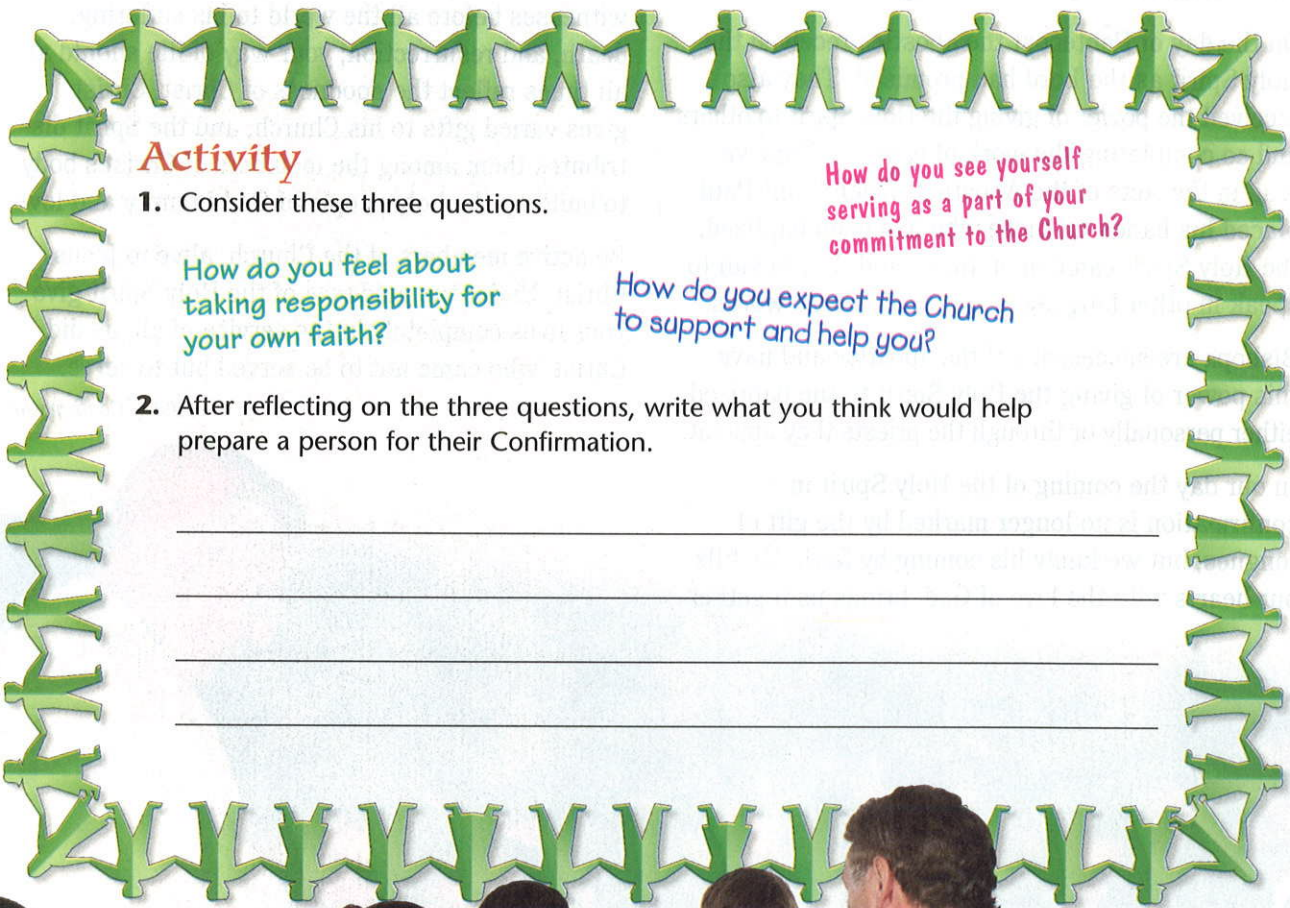 Activity
1. Consider these three questions.
How do you see yourself
serving as a part of your
commitment to the Church?
How do you feel about
taking responsibility for
your own faith?
How do you expect the Church
to support and help you?
2. After reflecting on the three questions, write what you think would help
prepare a person for their Confirmation.